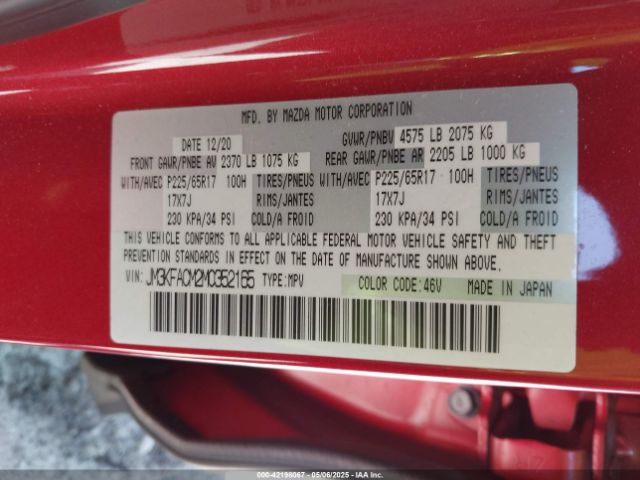 MFD. BY MAZDA MOTOR CORPORATION
DATE 12/20 GVWR/PNBV 4575 LB 2075 KG
FRONT GAWR/PNBE AV 2370 LB 1075 KG REAR GAWR/PNBE AR 2205 LB 1000 KG
WITH/AVEC P225/65R17 100H TIRES/PNEUS WITH/AVEC P225/65R17 100H TIRES/PNEUS
17X7J RIMS/JANTES 17X7J RIMS/JANTES
230 KPA/34 PSI COLD/A FROID 230 KPA/34 PSI COLD/A FROID
THIS VEHICLE CONFORMS TO ALL APPLICABLE FEDERAL MOTOR VEHICLE SAFETY AND THEFT
PREVENTION STANDARDS IN EFFECT ON THE DATE OF MANUFACTURE SHOWN ABOVE.
VIN: JM3KFACM2M0352165 TYPE:MPV COLOR CODE:46V MADE IN JAPAN
000-42198067 - 05/06/2025 - IAAI, Inc.